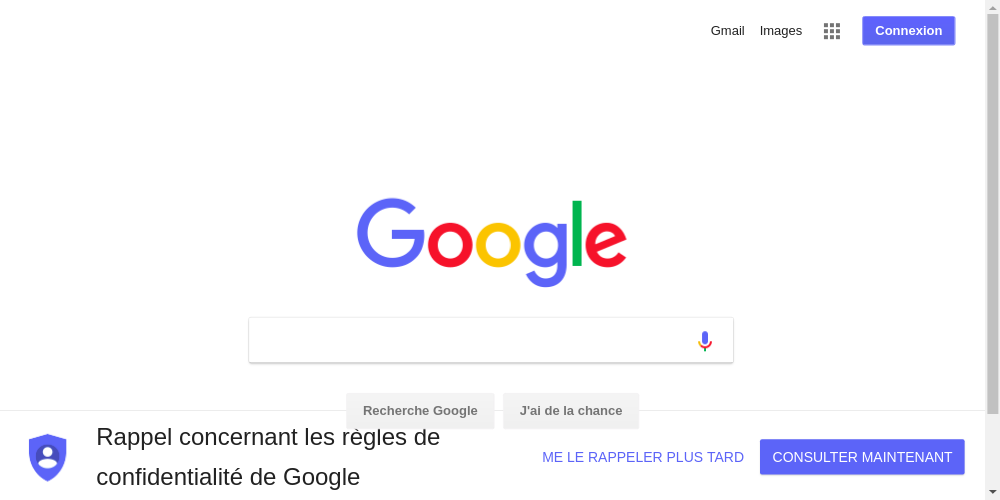 Gmail Images Connexion
Google
Recherche Google J'ai de la chance
Rappel concernant les règles de
confidentialité de Google
ME LE RAPPELER PLUS TARD CONSULTER MAINTENANT